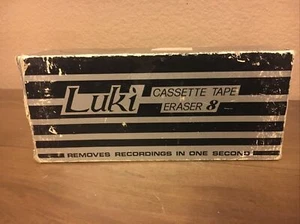 Luki
CASSETTE TAPE
ERASER 8
REMOVES RECORDINGS IN ONE SECOND